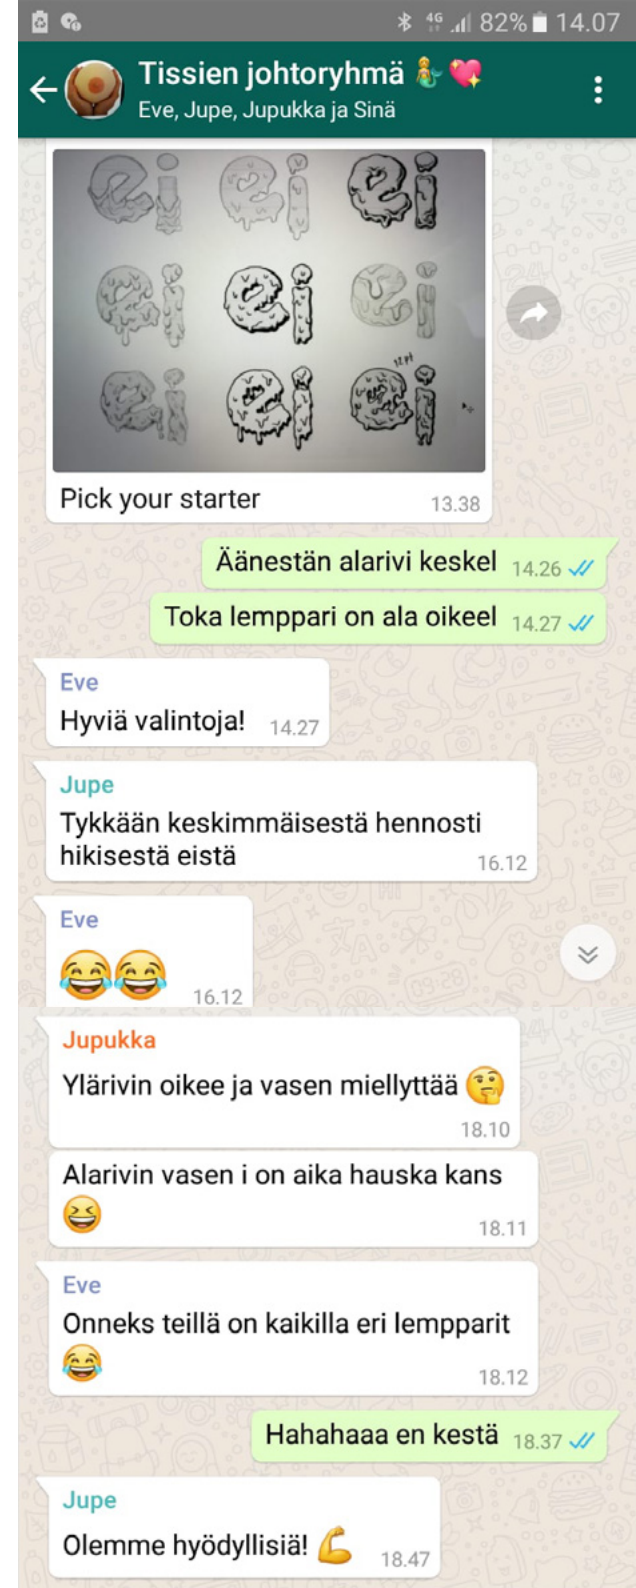 4G 82% 14.07
Tissien johtoryhmä 🧜‍♀️💖
Eve, Jupe, Jupukka ja Sinä
ei ei ei
ei ei ei
12pt
ei ei ei
Pick your starter 13.38
Äänestän alarivi keskel 14.26
Toka lemppari on ala oikeel 14.27
Eve
Hyviä valintoja! 14.27
Jupe
Tykkään keskimmäisestä hennosti
hikisestä eistä 16.12
Eve
😂😂 16.12
Jupukka
Ylärivin oikee ja vasen miellyttää 🤔
18.10
Alarivin vasen i on aika hauska kans
😆 18.11
Eve
Onneks teillä on kaikilla eri lempparit
😂 18.12
Hahahaaa en kestä 18.37
Jupe
Olemme hyödyllisiä! 💪 18.47